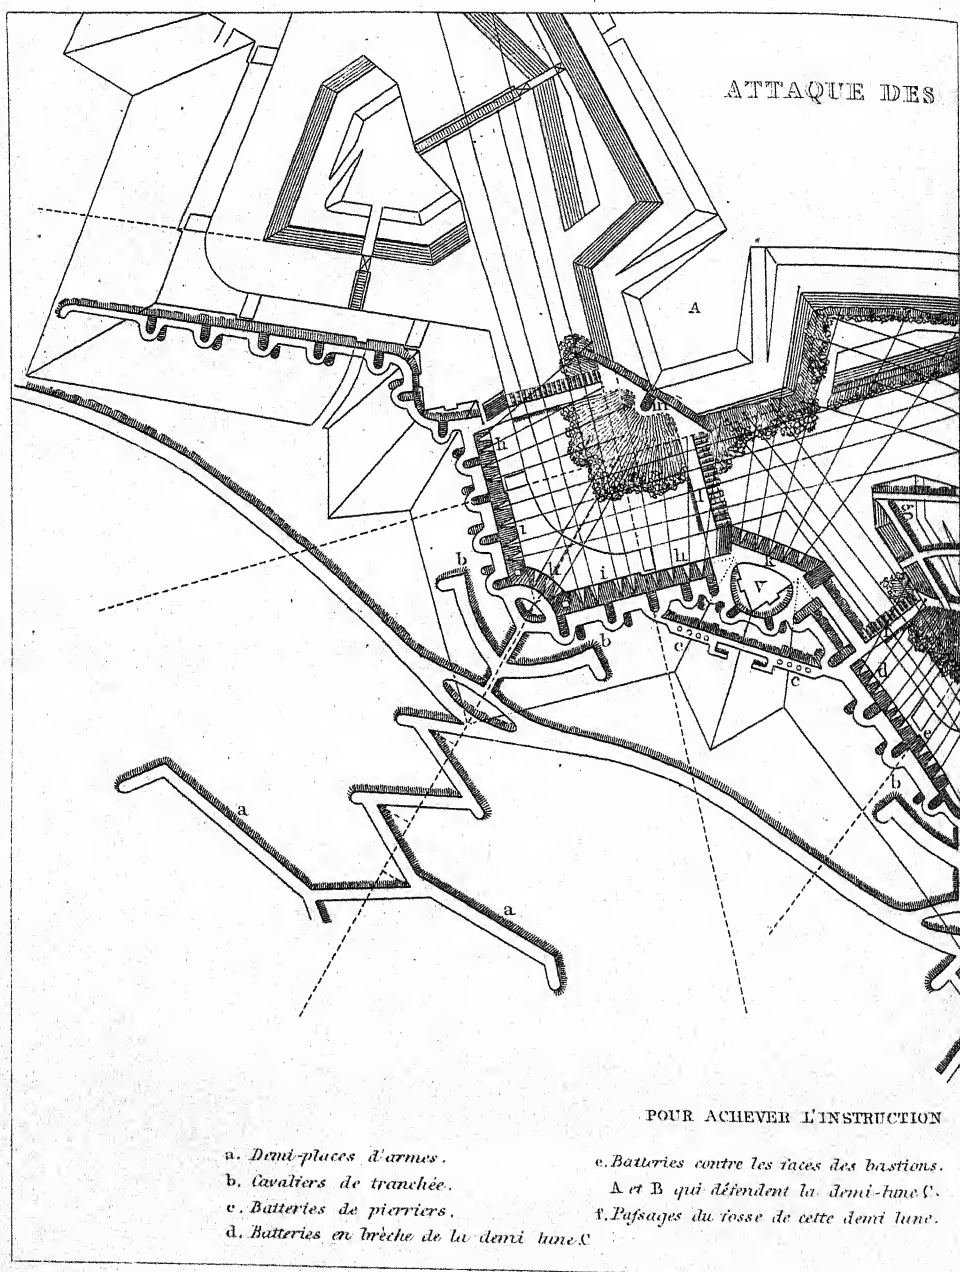 ATTAQUE DES
A
m
h
l
i
h
i
k
b
b
c
c
g
d
e
b
a
a
POUR ACHEVER L'INSTRUCTION
a. Demi-places d'armes.
b. Cavaliers de tranchée.
c. Batteries de pierriers.
d. Batteries en brèche de la demi lune C
e. Batteries contre les faces des bastions.
A et B qui défendent la demi-lune C.
f. Passages du fosse de cette demi lune.